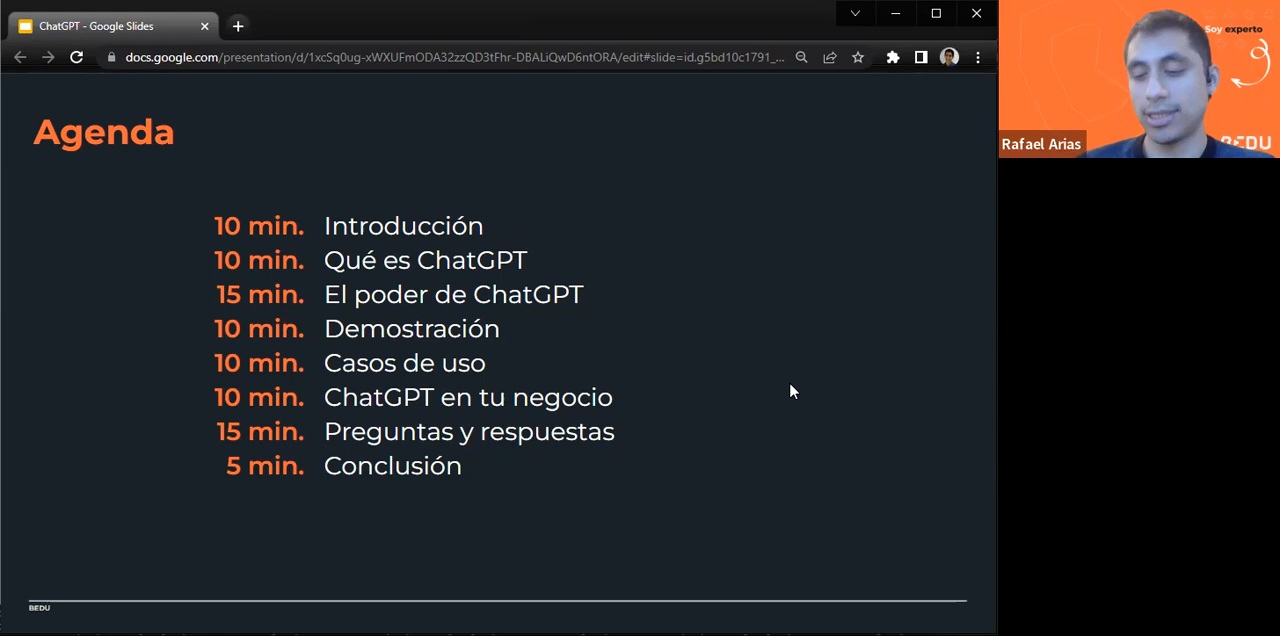 ChatGPT - Google Slides
docs.google.com/presentation/d/1xcSq0ug-xWXUFmODA32zzQD3tFhr-DBALiQwD6ntORA/edit#slide=id.g5bd10c1791_...
Soy experto
BEDU
Rafael Arias
Agenda
10 min. Introducción
10 min. Qué es ChatGPT
15 min. El poder de ChatGPT
10 min. Demostración
10 min. Casos de uso
10 min. ChatGPT en tu negocio
15 min. Preguntas y respuestas
5 min. Conclusión
BEDU